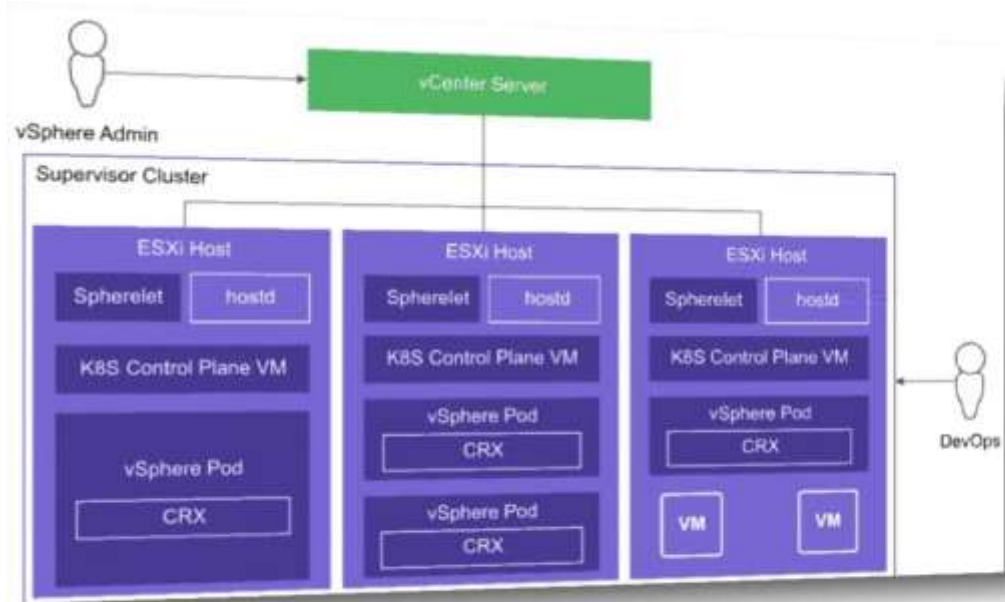 vCenter Server
vSphere Admin
Supervisor Cluster
ESXi Host
Spherelet
hostd
K8S Control Plane VM
vSphere Pod
CRX
ESXi Host
Spherelet
hostd
K8S Control Plane VM
vSphere Pod
CRX
vSphere Pod
CRX
ESXi Host
Spherelet
hostd
K8S Control Plane VM
vSphere Pod
CRX
VM
VM
DevOps